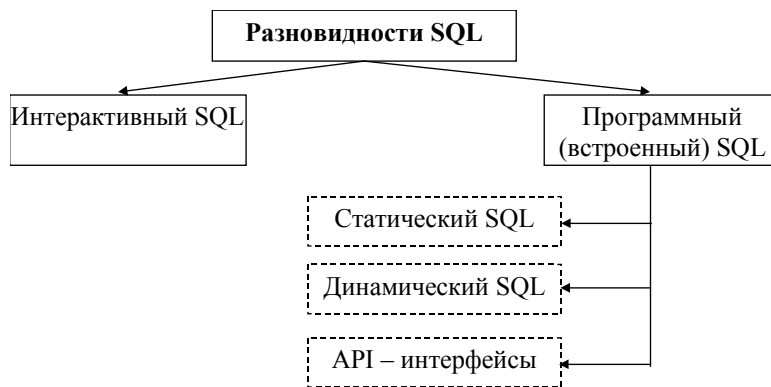 Разновидности SQL
Интерактивный SQL
Программный
(встроенный) SQL
Статический SQL
Динамический SQL
API – интерфейсы